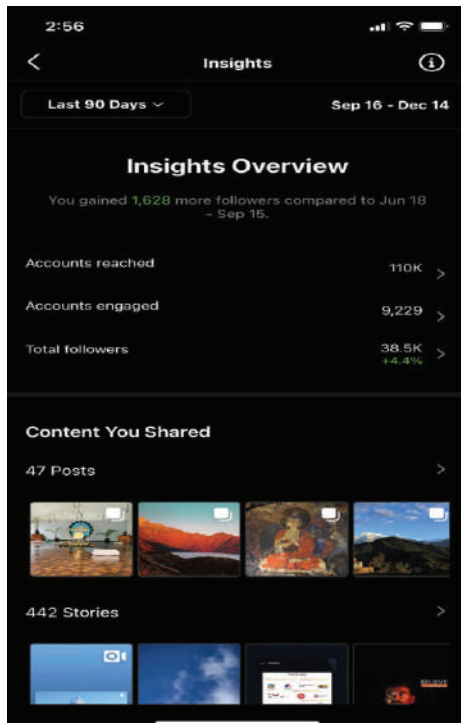 2:56
Insights
Last 90 Days
Sep 16 - Dec 14
Insights Overview
You gained 1,628 more followers compared to Jun 18
- Sep 15.
Accounts reached
110K
Accounts engaged
9,229
Total followers
38.5K
+4.4%
Content You Shared
47 Posts
442 Stories